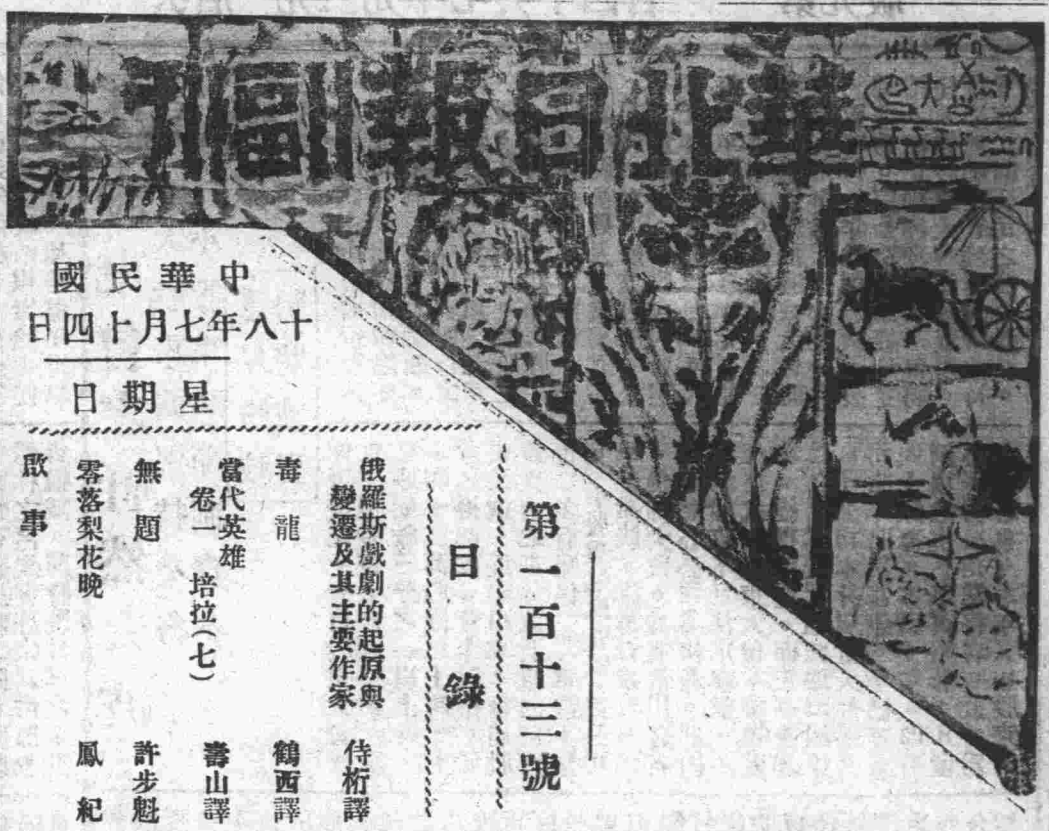 華北日報副刊
中華民國
十八年七月十四日
星期日
第一百十三號
目錄
俄羅斯戲劇的起原與
變遷及其主要作家 侍桁譯
毒龍 鶴西譯
當代英雄
卷一 培拉(七) 壽山譯
無題 許步魁
零落梨花晚 鳳紀
啟事